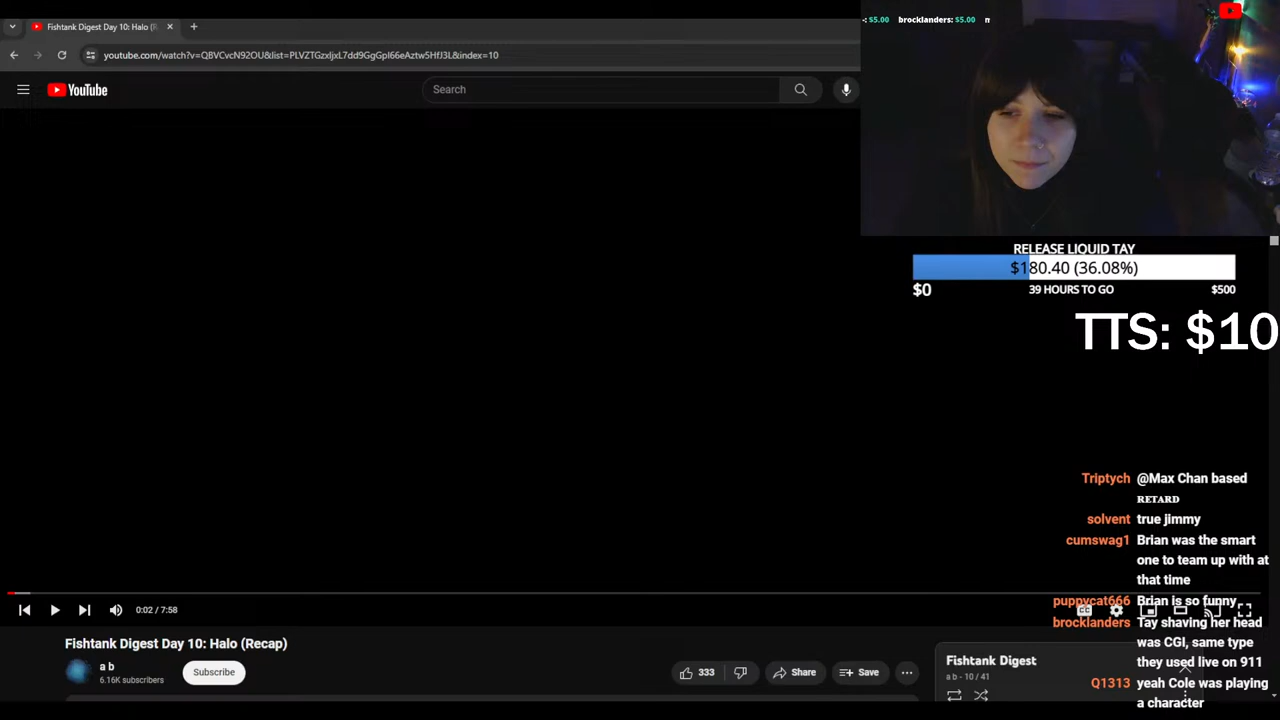 Fishtank Digest Day 10: Halo (R
youtube.com/watch?v=QBVCvcN92OU&list=PLVZTGzxIjxL7dd9GgGpI66eAztw5HfJ3L&index=10
YouTube
Search
: $5.00 brocklanders: $5.00
RELEASE LIQUID TAY
$180.40 (36.08%)
$0 39 HOURS TO GO $500
TTS: $10
Triptych @Max Chan based
RETARD
solvent true jimmy
cumswag1 Brian was the smart
one to team up with at
that time
puppycat666 Brian is so funny
brocklanders Tay shaving her head
was CGI, same type
they used live on 911
Q1313 yeah Cole was playing
a character
0:02 / 7:58
Fishtank Digest Day 10: Halo (Recap)
a b
6.16K subscribers
Subscribe
333
Share
Save
Fishtank Digest
a b - 10 / 41